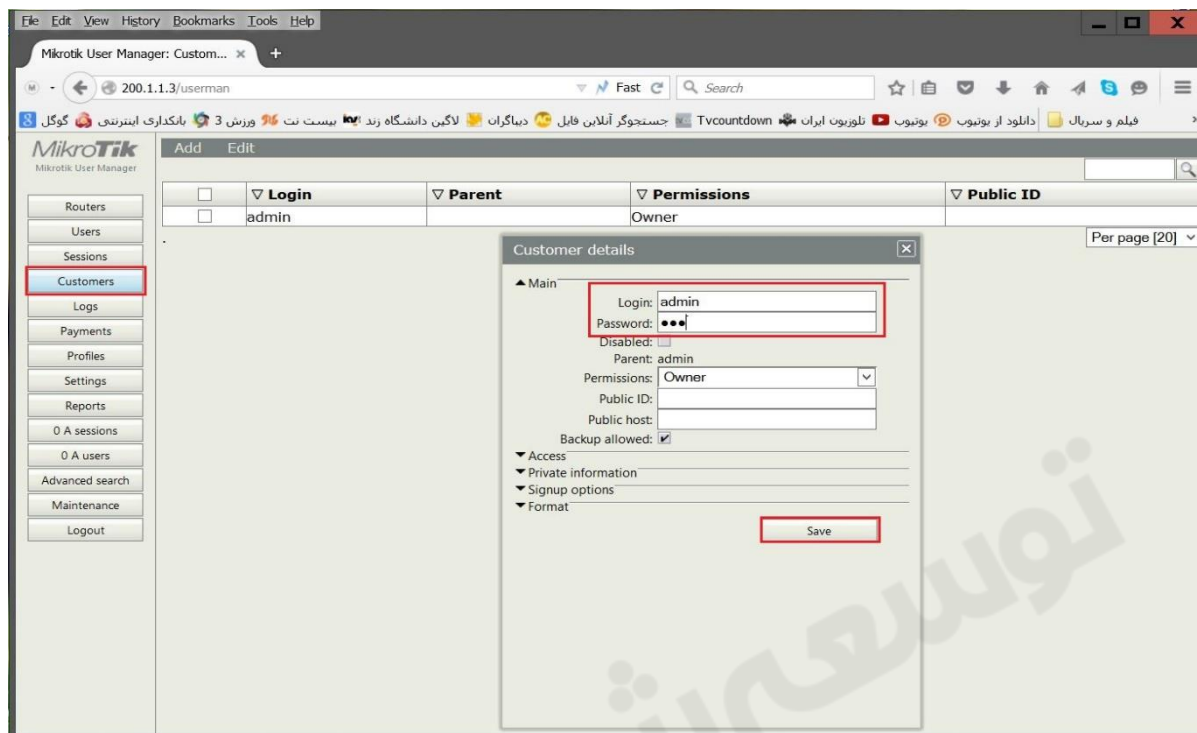 File Edit View History Bookmarks Tools Help
Mikrotik User Manager: Custom...
200.1.1.3/userman Fast Search
فیلم و سریال دانلود از یوتیوب یوتیوب تلوزیون ایران Tvcountdown جستجوگر آنلاین فایل دیباگران لاگین دانشگاه زند بیست نت ورزش 3 بانکداری اینترنتی گوگل
MikroTik
Mikrotik User Manager
Add Edit
Login Parent Permissions Public ID
admin Owner
Per page [20]
Routers
Users
Sessions
Customers
Logs
Payments
Profiles
Settings
Reports
0 A sessions
0 A users
Advanced search
Maintenance
Logout
Customer details
Main
Login: admin
Password: ●●●
Disabled:
Parent: admin
Permissions: Owner
Public ID:
Public host:
Backup allowed:
Access
Private information
Signup options
Format
Save